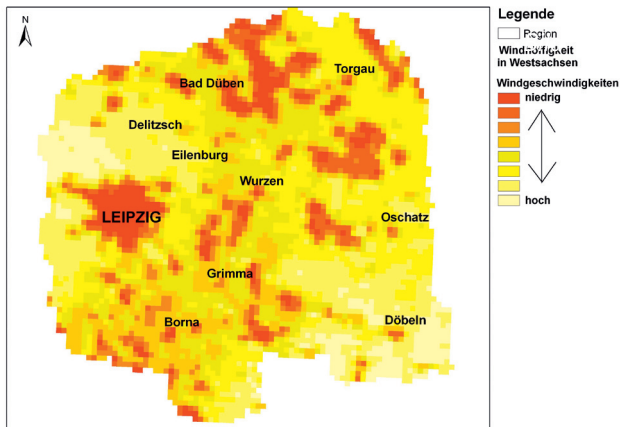 N
Legende
Region
Windhöffigkeit
in Westsachsen
Windgeschwindigkeiten
niedrig
hoch
Torgau
Bad Düben
Delitzsch
Eilenburg
Wurzen
LEIPZIG
Oschatz
Grimma
Borna
Döbeln